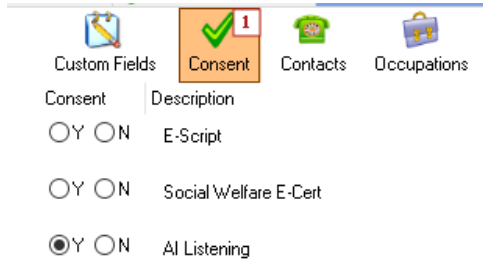 1
Custom Fields Consent Contacts Occupations
Consent Description
Y N E-Script
Y N Social Welfare E-Cert
Y N AI Listening